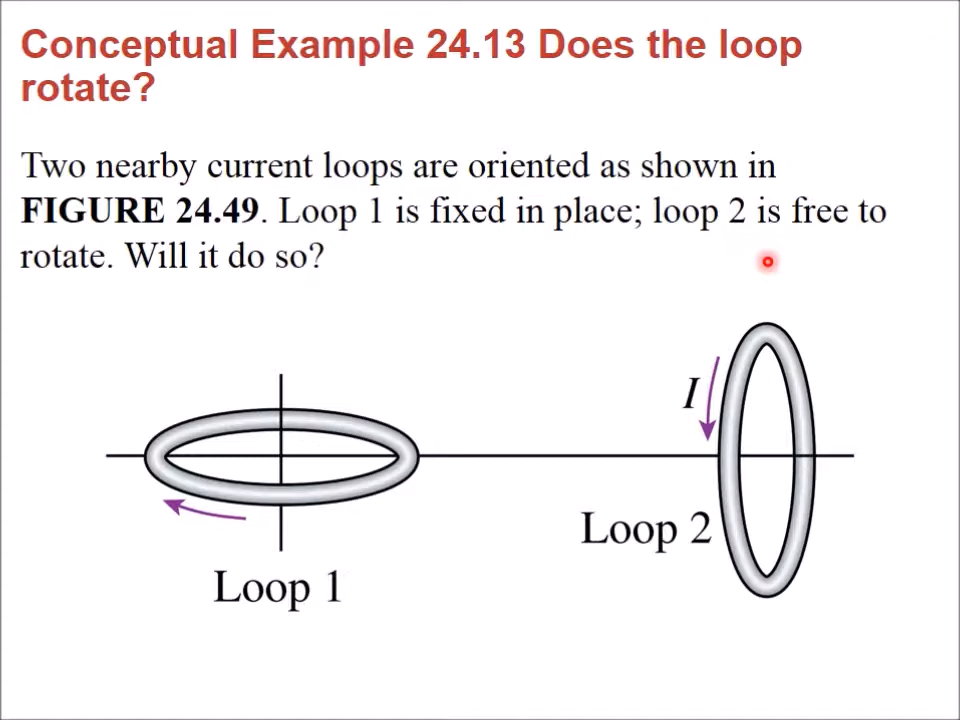 Conceptual Example 24.13 Does the loop
rotate?
Two nearby current loops are oriented as shown in
FIGURE 24.49. Loop 1 is fixed in place; loop 2 is free to
rotate. Will it do so?
I
Loop 2
Loop 1